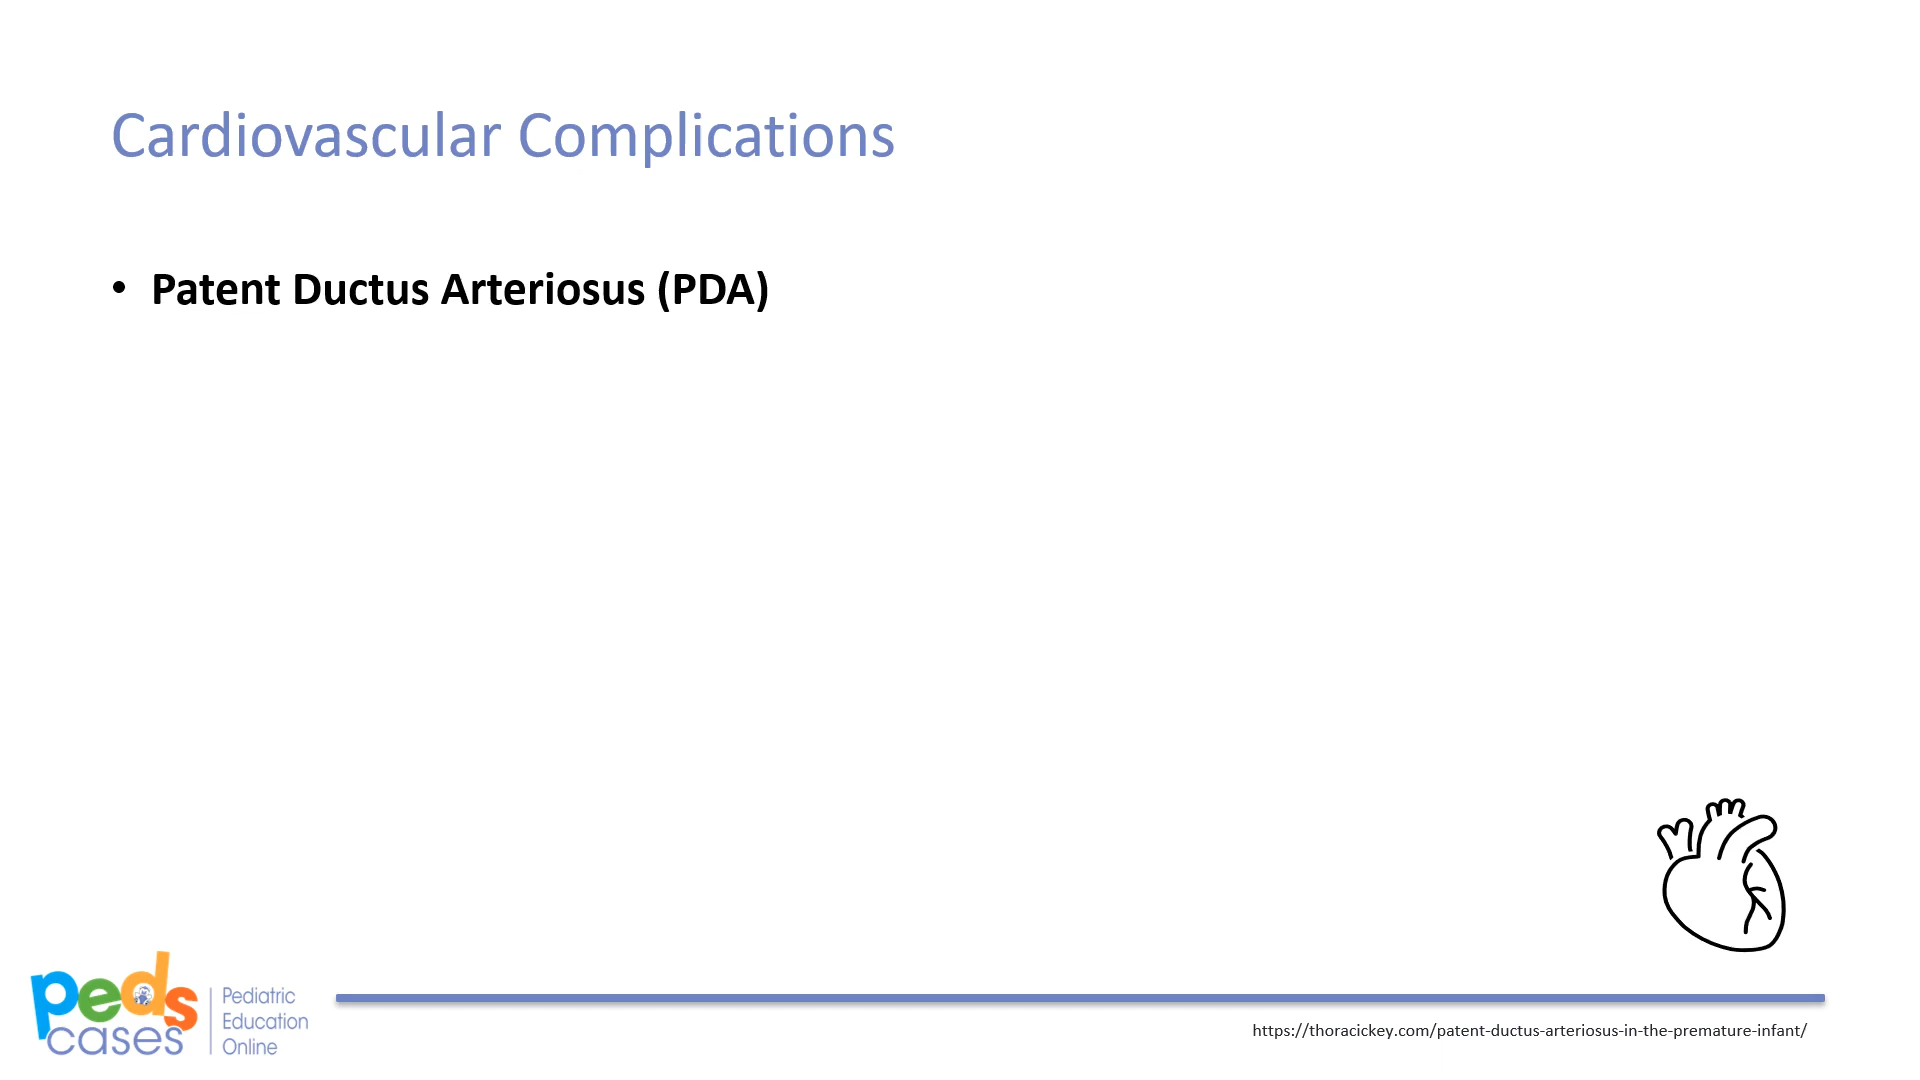 Cardiovascular Complications
• Patent Ductus Arteriosus (PDA)
peds
cases
Pediatric
Education
Online
https://thoracickey.com/patent-ductus-arteriosus-in-the-premature-infant/